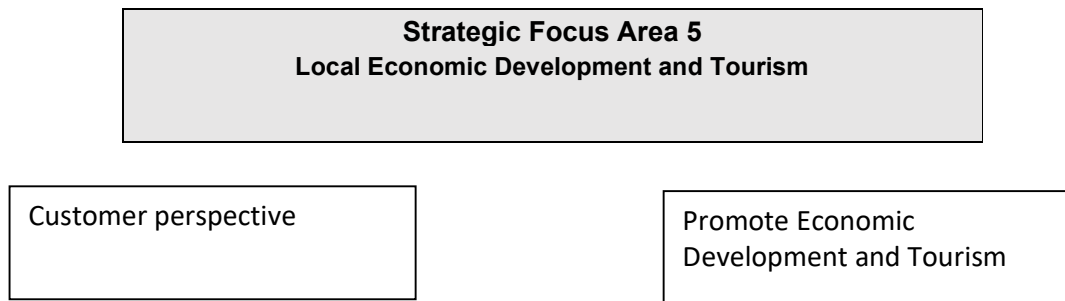 Strategic Focus Area 5
Local Economic Development and Tourism
Customer perspective
Promote Economic
Development and Tourism